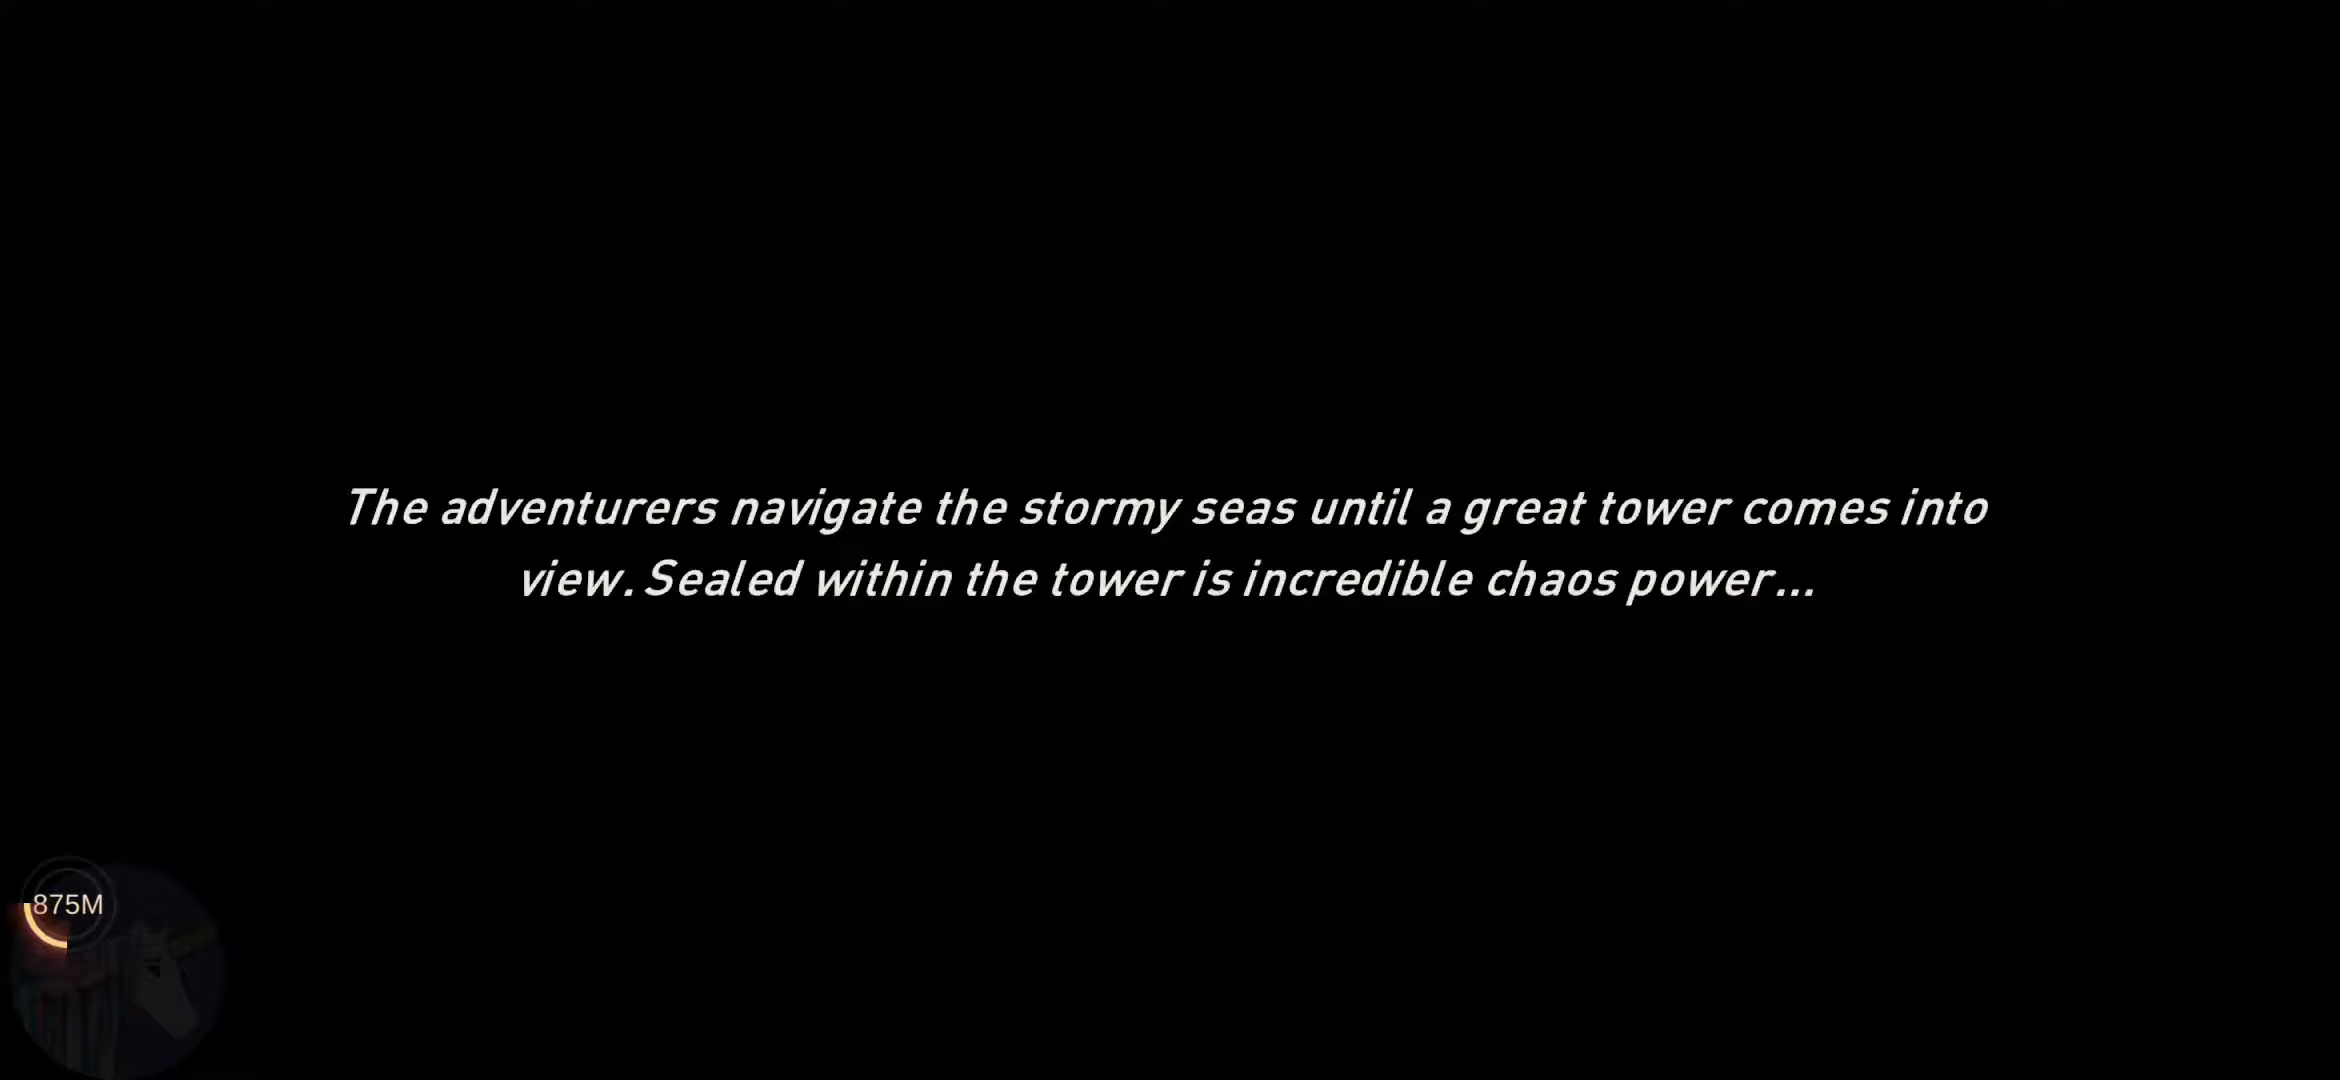 The adventurers navigate the stormy seas until a great tower comes into
view. Sealed within the tower is incredible chaos power...
875M